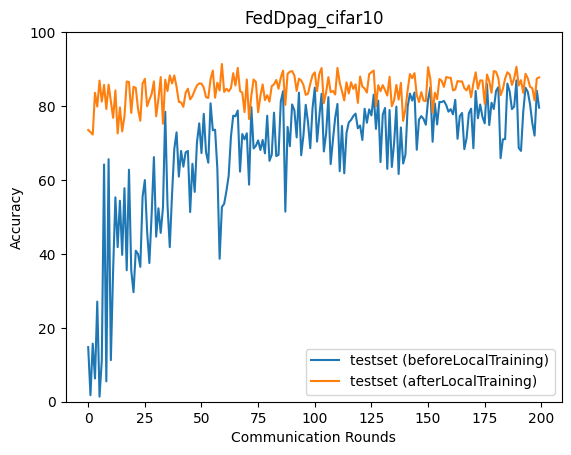 FedDpag_cifar10
Accuracy
100
80
60
40
20
0
0 25 50 75 100 125 150 175 200
Communication Rounds
testset (beforeLocalTraining)
testset (afterLocalTraining)